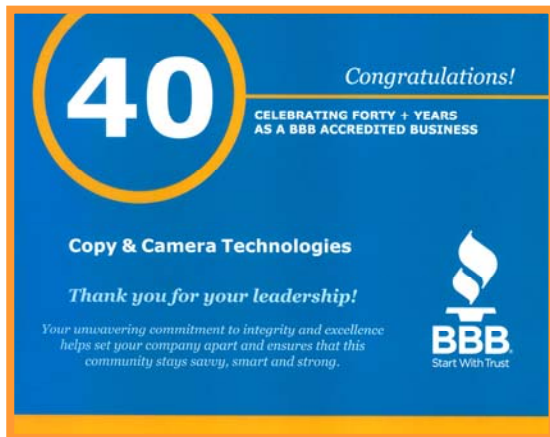 40
Congratulations!
CELEBRATING FORTY + YEARS
AS A BBB ACCREDITED BUSINESS
Copy & Camera Technologies
Thank you for your leadership!
Your unwavering commitment to integrity and excellence
helps set your company apart and ensures that this
community stays savvy, smart and strong.
BBB
Start With Trust